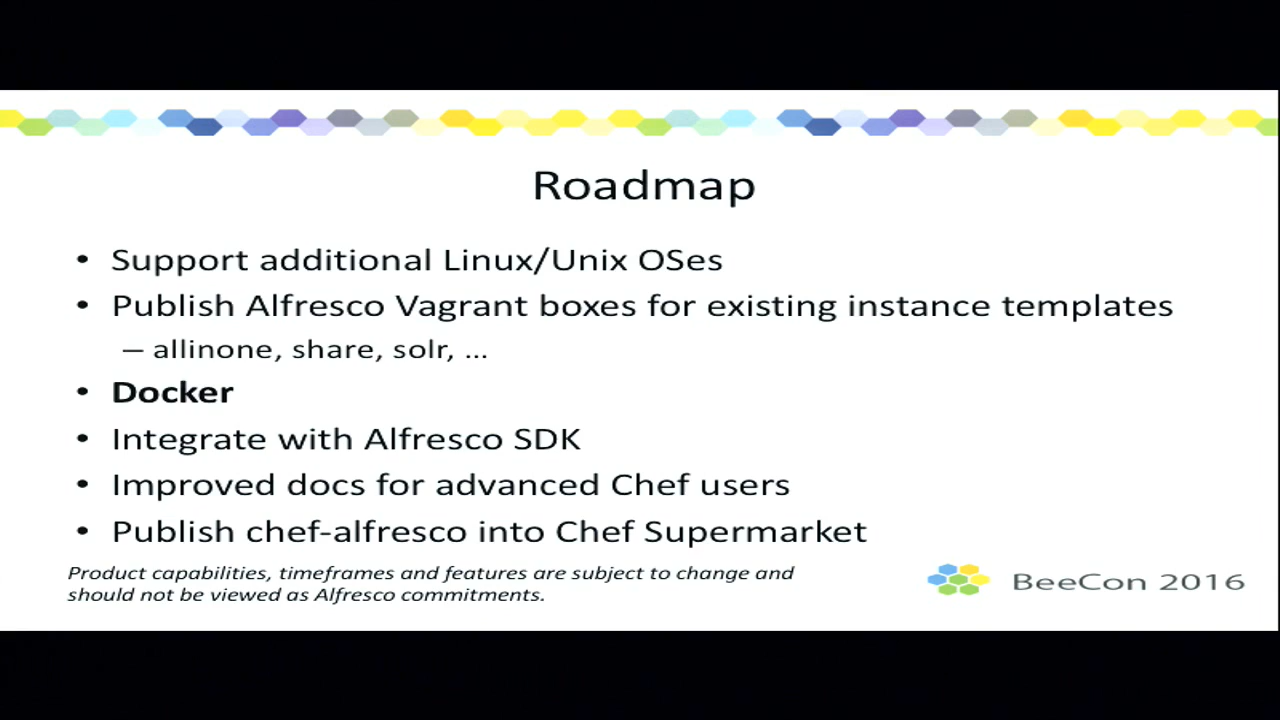 Roadmap
• Support additional Linux/Unix OSes
• Publish Alfresco Vagrant boxes for existing instance templates
– allinone, share, solr, ...
• Docker
• Integrate with Alfresco SDK
• Improved docs for advanced Chef users
• Publish chef-alfresco into Chef Supermarket
Product capabilities, timeframes and features are subject to change and
should not be viewed as Alfresco commitments.
BeeCon 2016